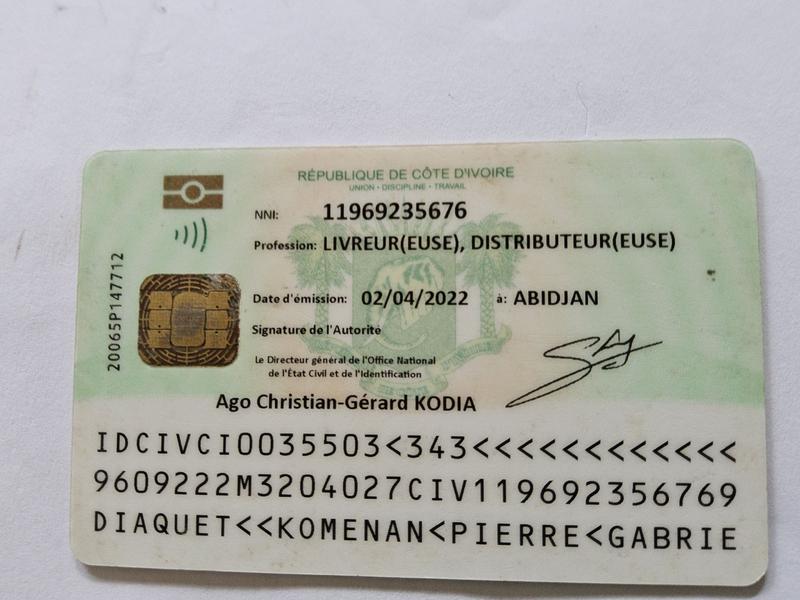 RÉPUBLIQUE DE CÔTE D'IVOIRE
UNION - DISCIPLINE - TRAVAIL
NNI: 11969235676
Profession: LIVREUR(EUSE), DISTRIBUTEUR(EUSE)
20065P147712
Date d'émission: 02/04/2022 à: ABIDJAN
Signature de l'Autorité
Le Directeur général de l'Office National
de l'État Civil et de l'Identification
Ago Christian-Gérard KODIA
IDCIVCI0035503<343<<<<<<<<<<<<
9609222M3204027CIV119692356769
DIAQUET<<KOMENAN<PIERRE<GABRIE